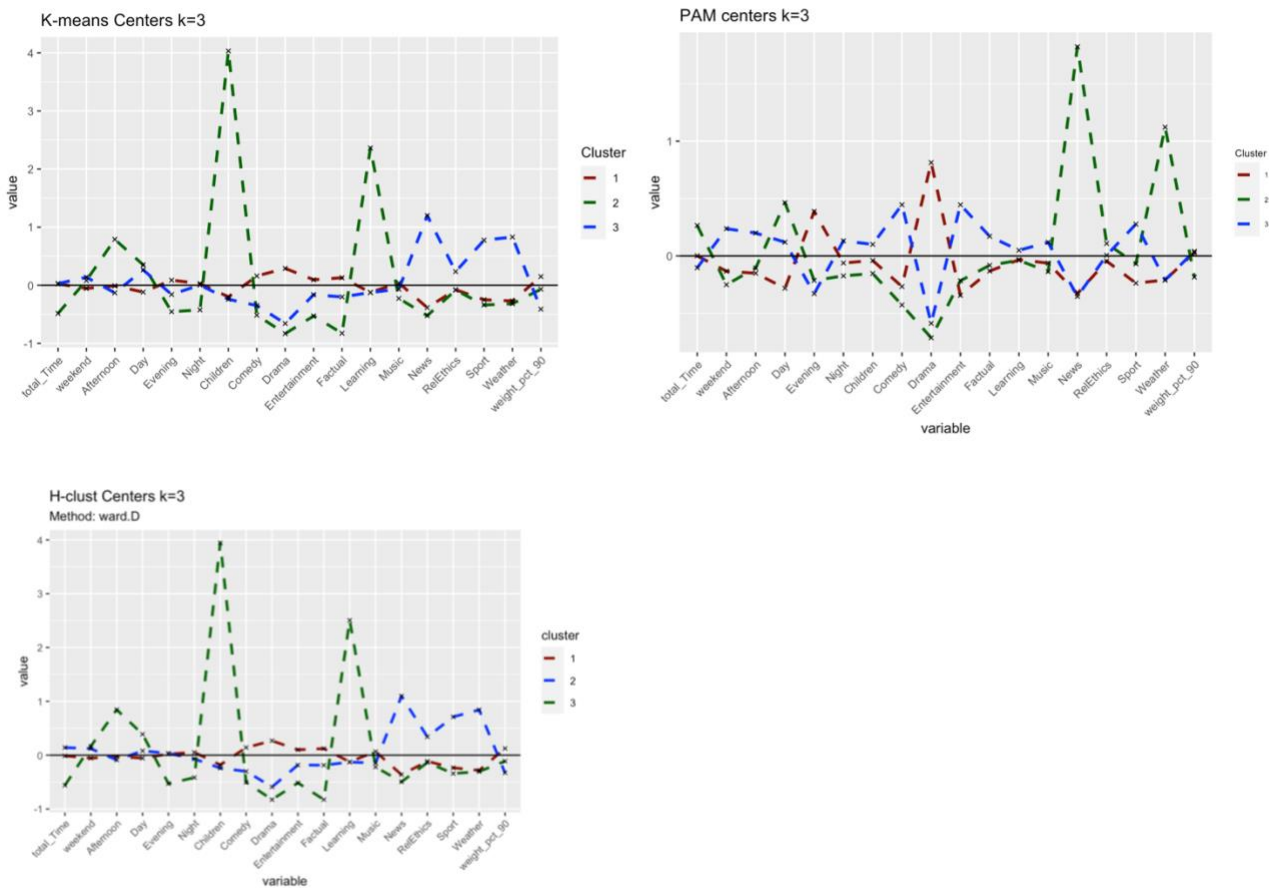 K-means Centers k=3
4
3
2
1
0
-1
value
total_Time
weekend
Afternoon
Day
Evening
Night
Children
Comedy
Drama
Entertainment
Factual
Learning
Music
News
RelEthics
Sport
Weather
weight_pct_90
Cluster
1
2
3
PAM centers k=3
1
0
value
total_Time
weekend
Afternoon
Day
Evening
Night
Children
Comedy
Drama
Entertainment
Factual
Learning
Music
News
RelEthics
Sport
Weather
weight_pct_90
variable
Cluster
1
2
3
H-clust Centers k=3
Method: ward.D
4
3
2
1
0
-1
value
total_Time
weekend
Afternoon
Day
Evening
Night
Children
Comedy
Drama
Entertainment
Factual
Learning
Music
News
RelEthics
Sport
Weather
weight_pct_90
variable
cluster
1
2
3